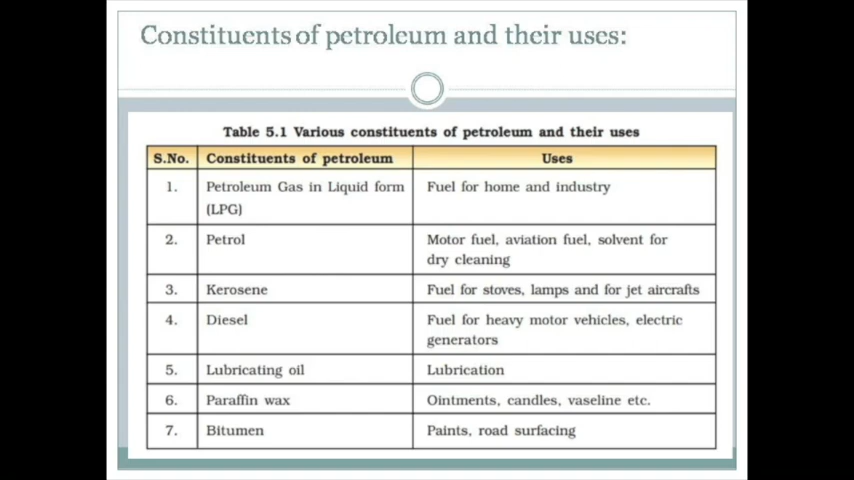 Constituents of petroleum and their uses:
Table 5.1 Various constituents of petroleum and their uses
S.No. Constituents of petroleum Uses
1. Petroleum Gas in Liquid form Fuel for home and industry
(LPG)
2. Petrol Motor fuel, aviation fuel, solvent for
dry cleaning
3. Kerosene Fuel for stoves, lamps and for jet aircrafts
4. Diesel Fuel for heavy motor vehicles, electric
generators
5. Lubricating oil Lubrication
6. Paraffin wax Ointments, candles, vaseline etc.
7. Bitumen Paints, road surfacing